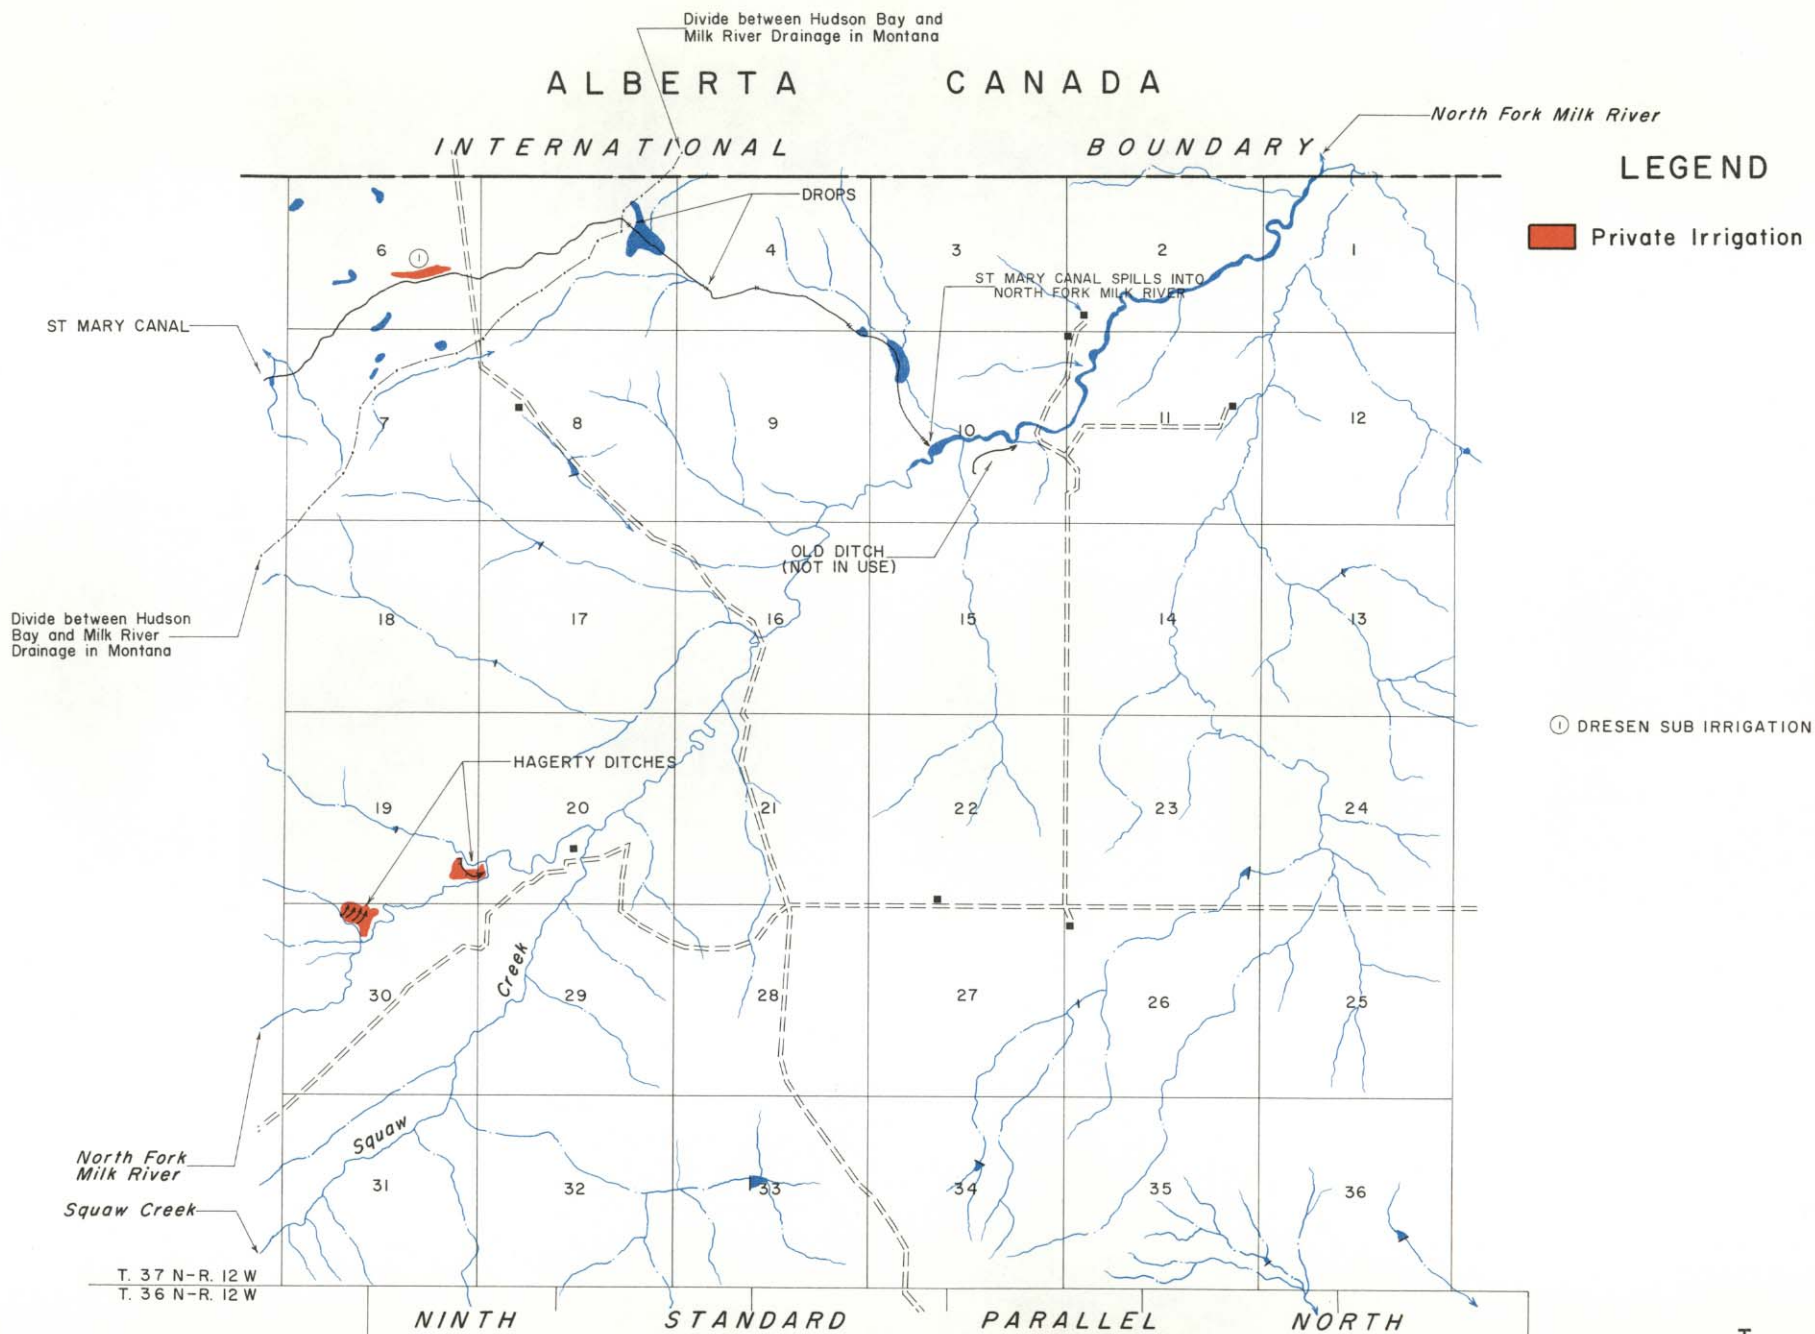 Divide between Hudson Bay and
Milk River Drainage in Montana
ALBERTA CANADA
North Fork Milk River
INTERNATIONAL BOUNDARY
LEGEND
DROPS
Private Irrigation
6
1
4
3
2
1
ST MARY CANAL SPILLS INTO
NORTH FORK MILK RIVER
ST MARY CANAL
7
8
9
10
11
12
OLD DITCH
(NOT IN USE)
Divide between Hudson
Bay and Milk River
Drainage in Montana
18
17
16
15
14
13
1 DRESEN SUB IRRIGATION
HAGERTY DITCHES
19
20
21
22
23
24
Creek
30
29
28
27
26
25
Squaw
North Fork
Milk River
31
32
33
34
35
36
Squaw Creek
T. 37 N-R. 12 W
T. 36 N-R. 12 W
NINTH STANDARD PARALLEL NORTH